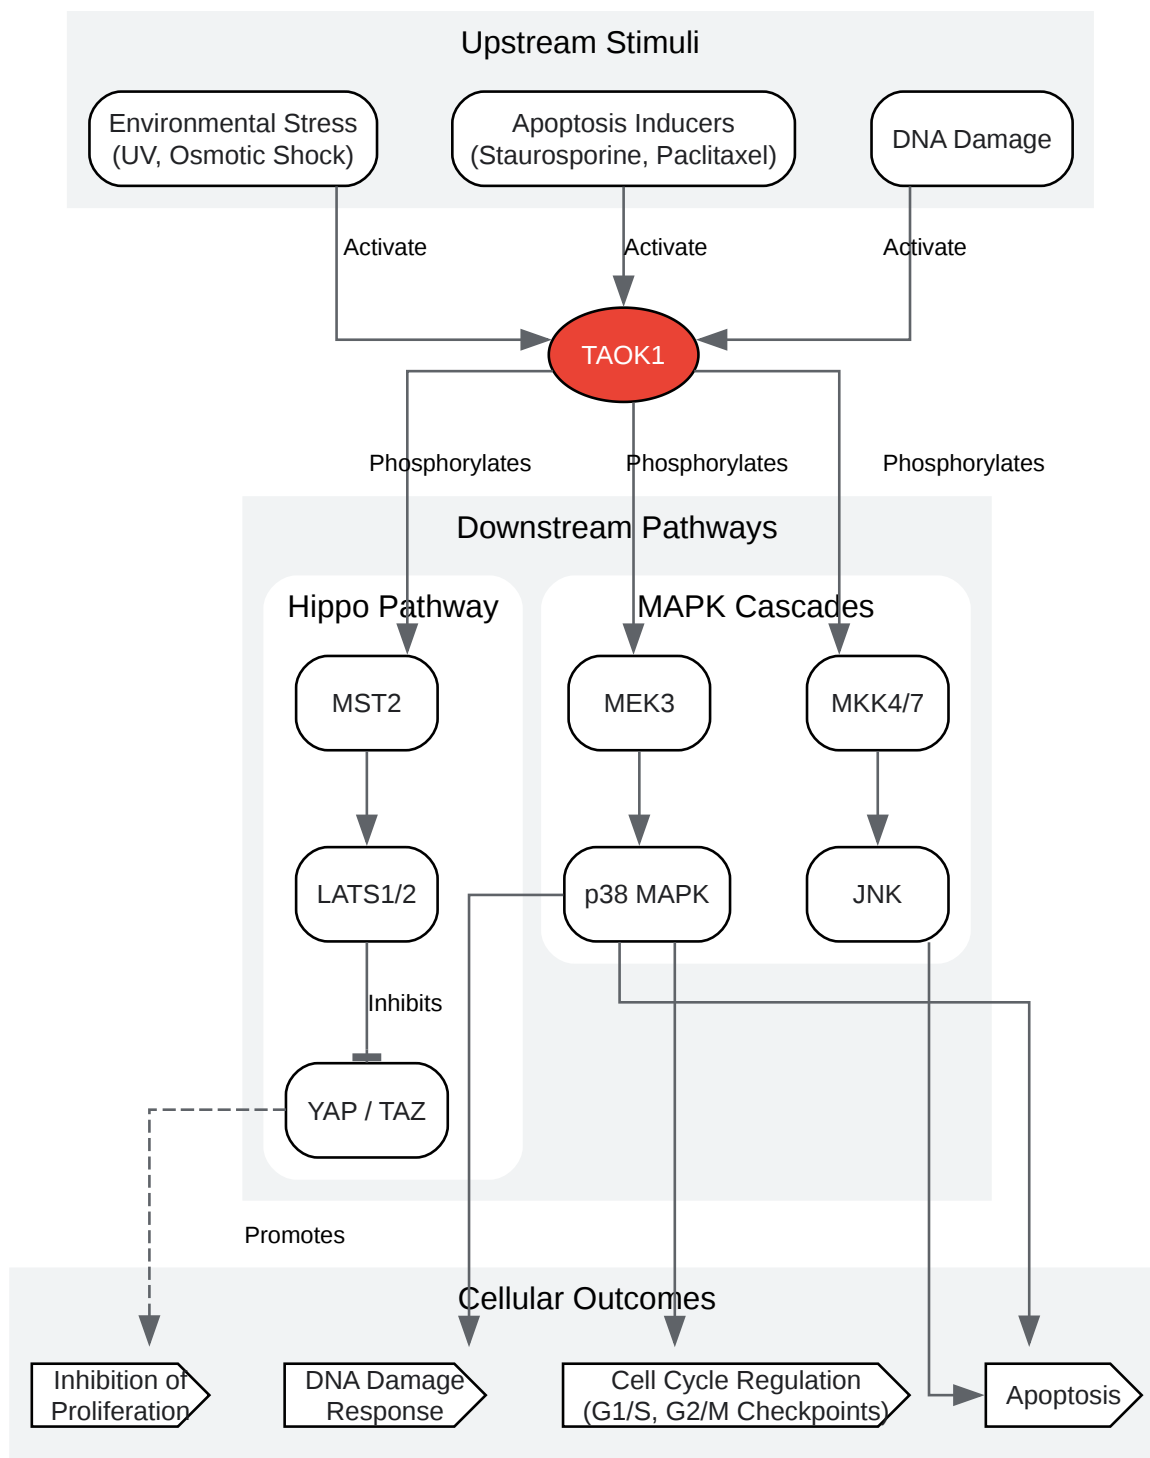 Upstream Stimuli
Environmental Stress
(UV, Osmotic Shock)
Apoptosis Inducers
(Staurosporine, Paclitaxel)
DNA Damage
Activate
Activate
Activate
TAOK1
Phosphorylates
Phosphorylates
Phosphorylates
Downstream Pathways
Hippo Pathway
MAPK Cascades
MST2
MEK3
MKK4/7
LATS1/2
p38 MAPK
JNK
Inhibits
YAP / TAZ
Promotes
Cellular Outcomes
Inhibition of
Proliferation
DNA Damage
Response
Cell Cycle Regulation
(G1/S, G2/M Checkpoints)
Apoptosis